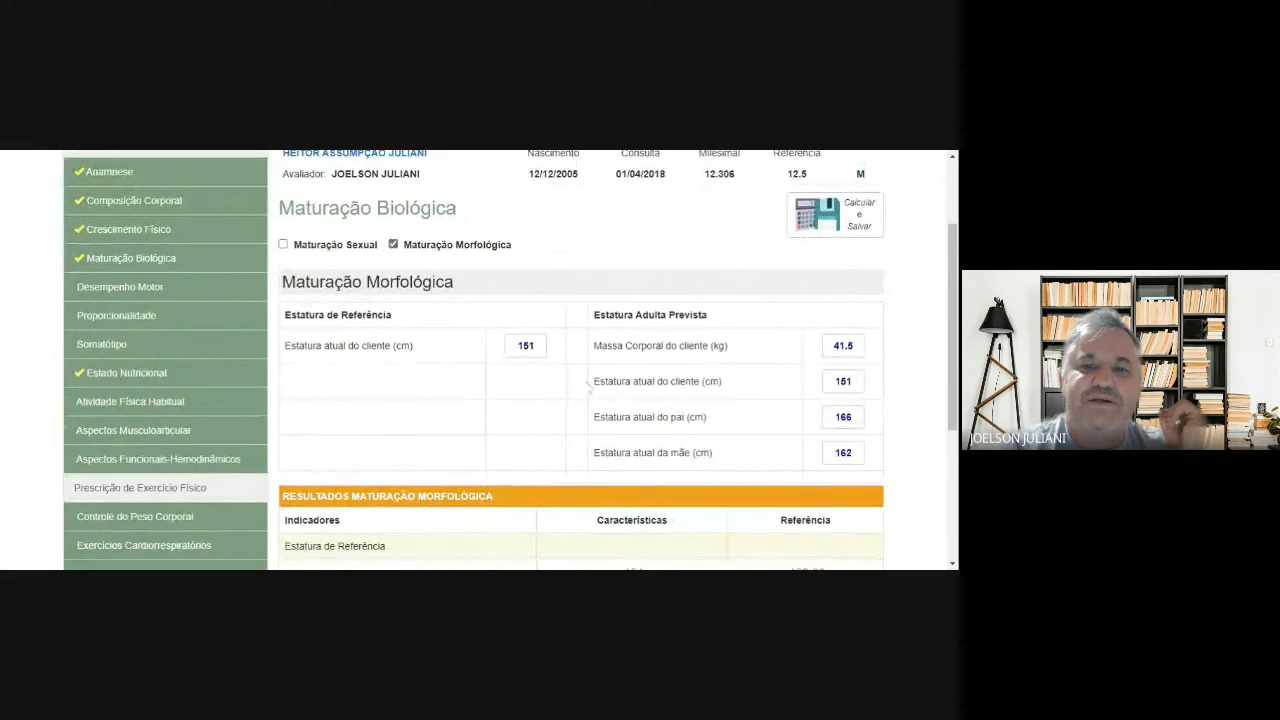 HEITOR ASSUMPÇÃO JULIANI Nascimento Consulta Milesimal Referência
Avaliador: JOELSON JULIANI 12/12/2005 01/04/2018 12.306 12.5 M
Anamnese
Composição Corporal
Crescimento Físico
Maturação Biológica
Desempenho Motor
Proporcionalidade
Somatótipo
Estado Nutricional
Atividade Física Habitual
Aspectos Musculoarticular
Aspectos Funcionais-Hemodinâmicos
Prescrição de Exercício Físico
Controle do Peso Corporal
Exercícios Cardiorrespiratórios
Maturação Biológica
Calcular
e
Salvar
Maturação Sexual Maturação Morfológica
Maturação Morfológica
Estatura de Referência Estatura Adulta Prevista
Estatura atual do cliente (cm) 151 Massa Corporal do cliente (kg) 41.5
Estatura atual do cliente (cm) 151
Estatura atual do pai (cm) 166
Estatura atual da mãe (cm) 162
RESULTADOS MATURAÇÃO MORFOLÓGICA
Indicadores Características Referência
Estatura de Referência
JOELSON JULIANI